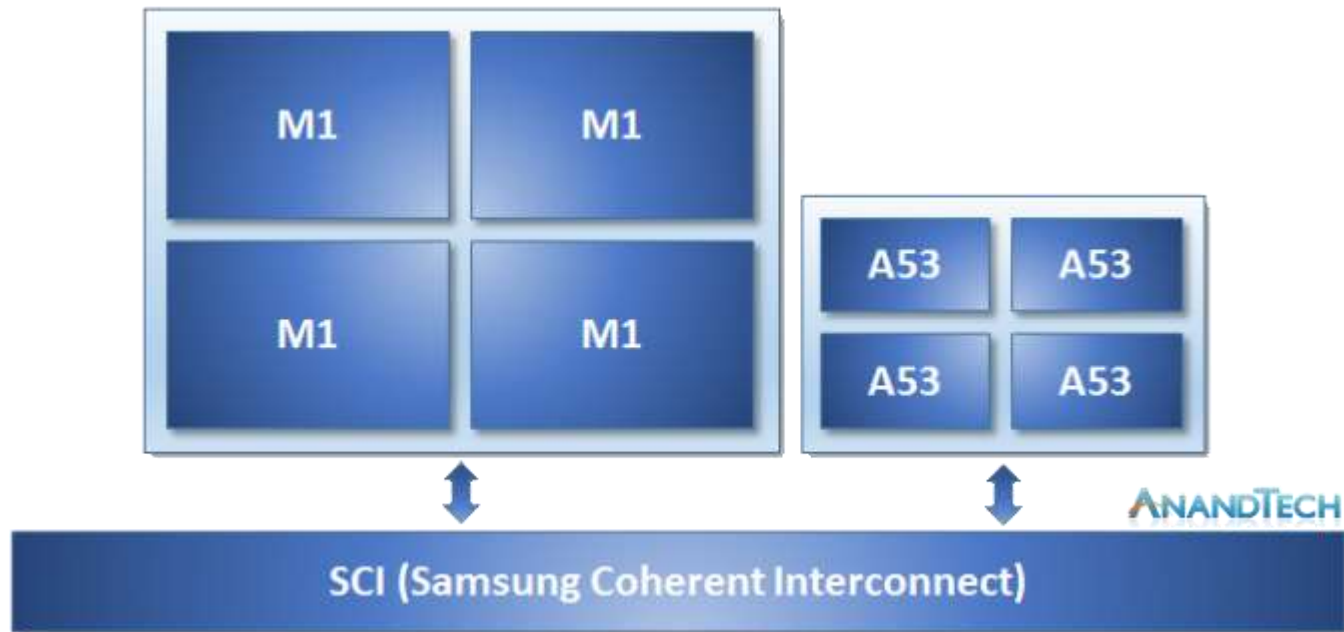 M1
M1
M1
M1
A53
A53
A53
A53
ANANDTECH
SCI (Samsung Coherent Interconnect)